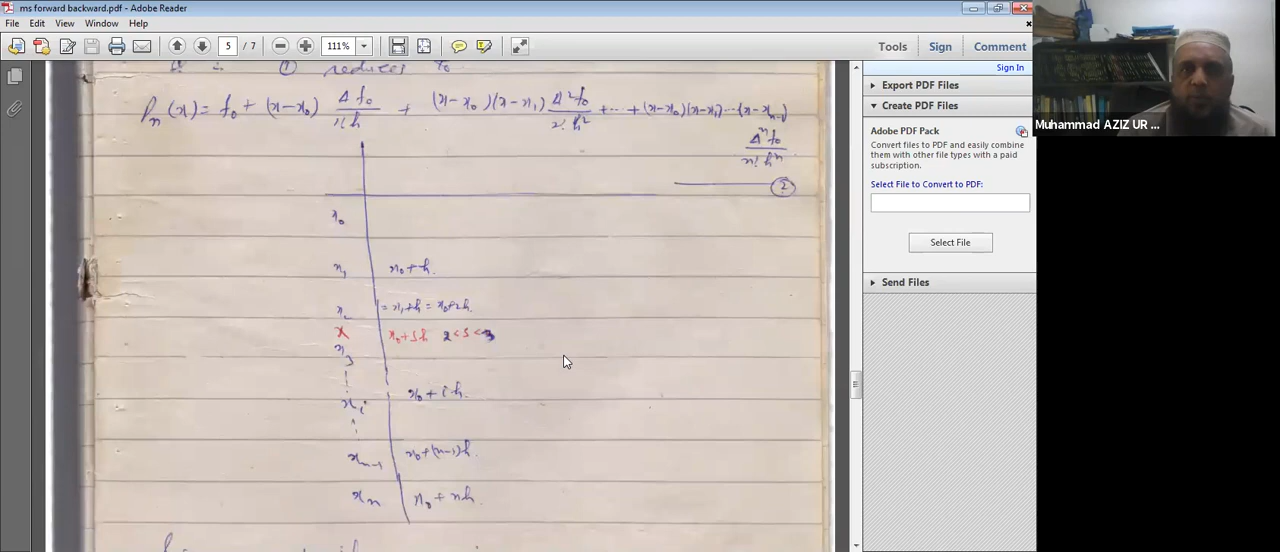 ms forward backward.pdf - Adobe Reader
File Edit View Window Help
5 / 7 111% Tools Sign Comment
Sign In
Export PDF Files
Create PDF Files
Adobe PDF Pack
Convert files to PDF and easily combine them with other file types with a paid subscription.
Select File to Convert to PDF:
Select File
Send Files
Muhammad AZIZ UR ...
① reduces to
Pₙ(x) = f₀ + (x-x₀) Δf₀/1!h + (x-x₀)(x-x₁) Δ²f₀/2!h² + ... + (x-x₀)(x-x₁)...(x-xₙ₋₁)
Δⁿf₀/n!hⁿ
②
x₀
x₁ x₀+h.
x₂ = x₁+h = x₀+2h.
x x₀+sh 2<s<3
x₃
xᵢ x₀+ih.
xₙ₋₁ x₀+(n-1)h.
xₙ x₀+nh.